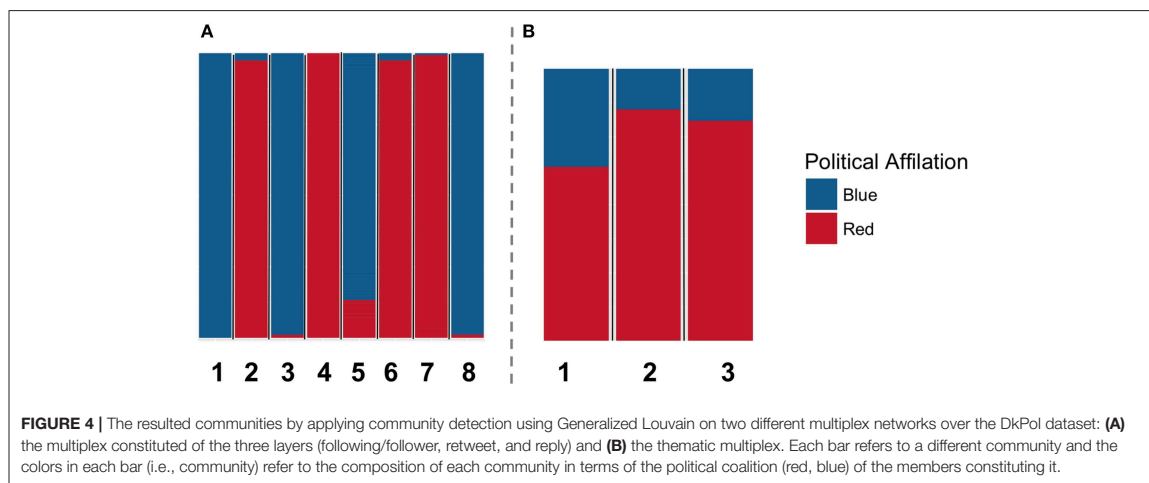 A
B
Political Affilation
Blue
Red
1 2 3 4 5 6 7 8
1 2 3
FIGURE 4 | The resulted communities by applying community detection using Generalized Louvain on two different multiplex networks over the DkPol dataset: (A)
the multiplex constituted of the three layers (following/follower, retweet, and reply) and (B) the thematic multiplex. Each bar refers to a different community and the
colors in each bar (i.e., community) refer to the composition of each community in terms of the political coalition (red, blue) of the members constituting it.